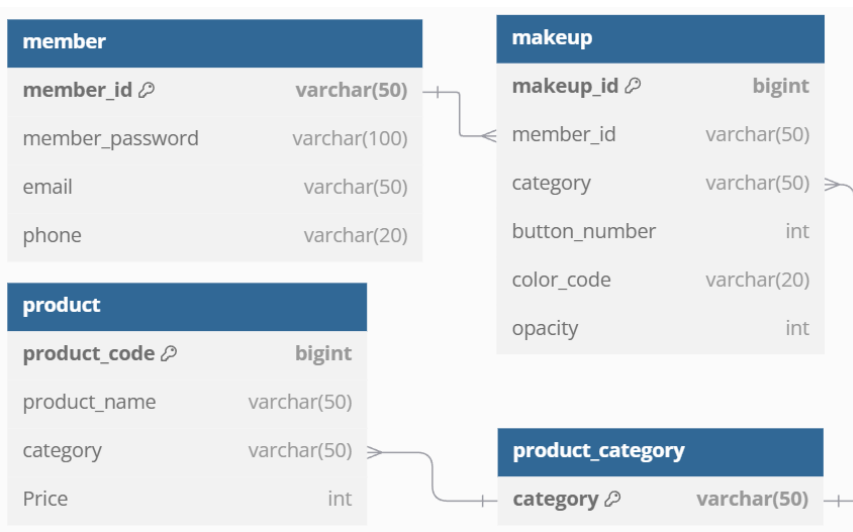 member
member_id varchar(50)
member_password varchar(100)
email varchar(50)
phone varchar(20)
makeup
makeup_id bigint
member_id varchar(50)
category varchar(50)
button_number int
color_code varchar(20)
opacity int
product
product_code bigint
product_name varchar(50)
category varchar(50)
Price int
product_category
category varchar(50)